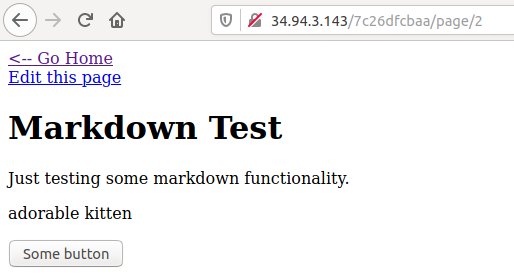 34.94.3.143/7c26dfcbaa/page/2
<-- Go Home
Edit this page
Markdown Test
Just testing some markdown functionality.
adorable kitten
Some button